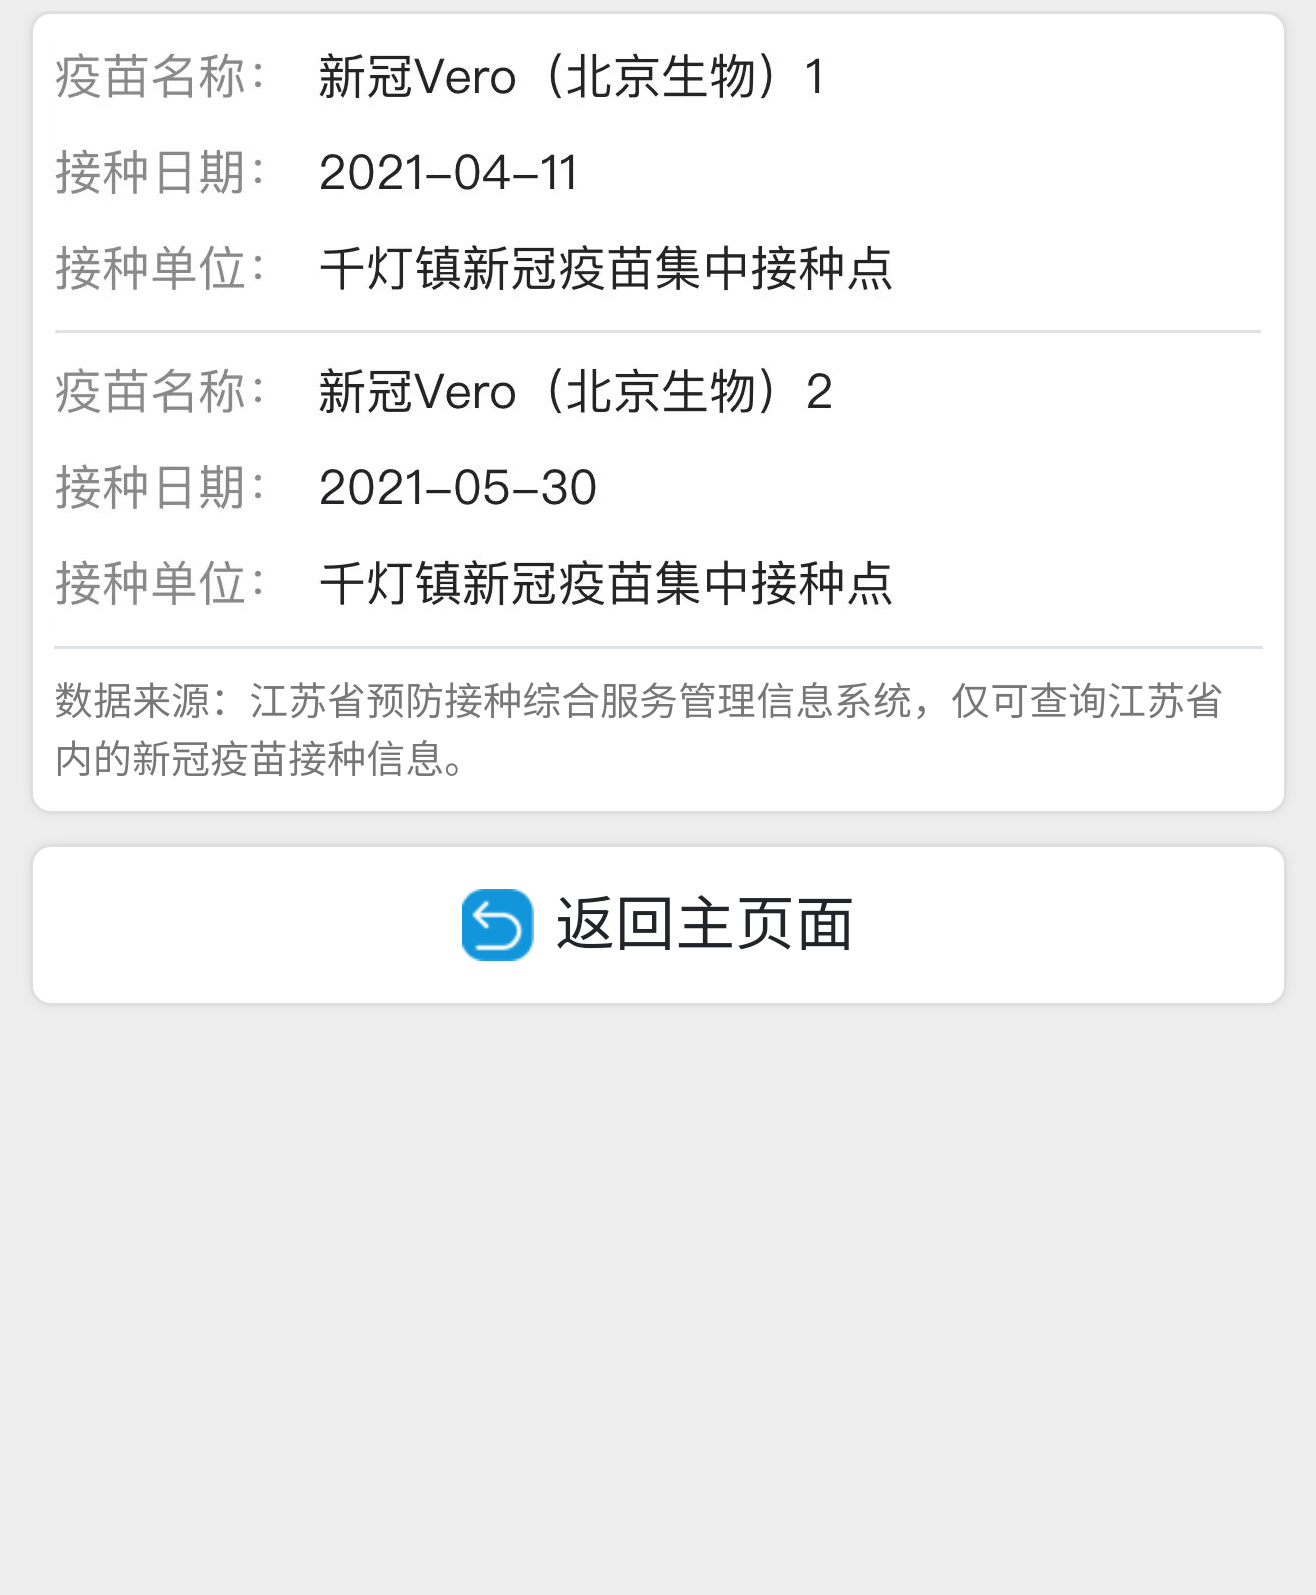 疫苗名称： 新冠Vero（北京生物）1
接种日期： 2021-04-11
接种单位： 千灯镇新冠疫苗集中接种点
疫苗名称： 新冠Vero（北京生物）2
接种日期： 2021-05-30
接种单位： 千灯镇新冠疫苗集中接种点
数据来源：江苏省预防接种综合服务管理信息系统，仅可查询江苏省
内的新冠疫苗接种信息。
返回主页面